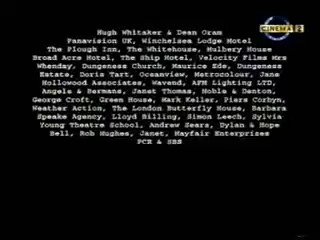 Hugh Whitaker & Dean Oram
Panavision UK, Winchelsea Lodge Motel
The Plough Inn, The Whitehouse, Mulbery House
Broad Acre Hotel, The Ship Hotel, Velocity Films Mrs
Whenday, Dungeness Church, Maurice Ede, Dungeness
Estate, Doris Tart, Oceanview, Metrocolour, Jane
Hollywood Associates, Wavend, APM Lighting, LTD,
Angels & Bermans, Janet Thomas, Noble & Denton,
George Croft, Green House, Mark Keller, Piers Corbyn,
Weather Action, The London Butterfly House, Barbara
Speake Agency, Lloyd Billing, Simon Leech, Sylvia
Young Theatre School, Andrew Sears, Dylan & Hope
Bell, Rob Hughes, Janet, Mayfair Enterprises
PCR & SBS
CINEMA 2